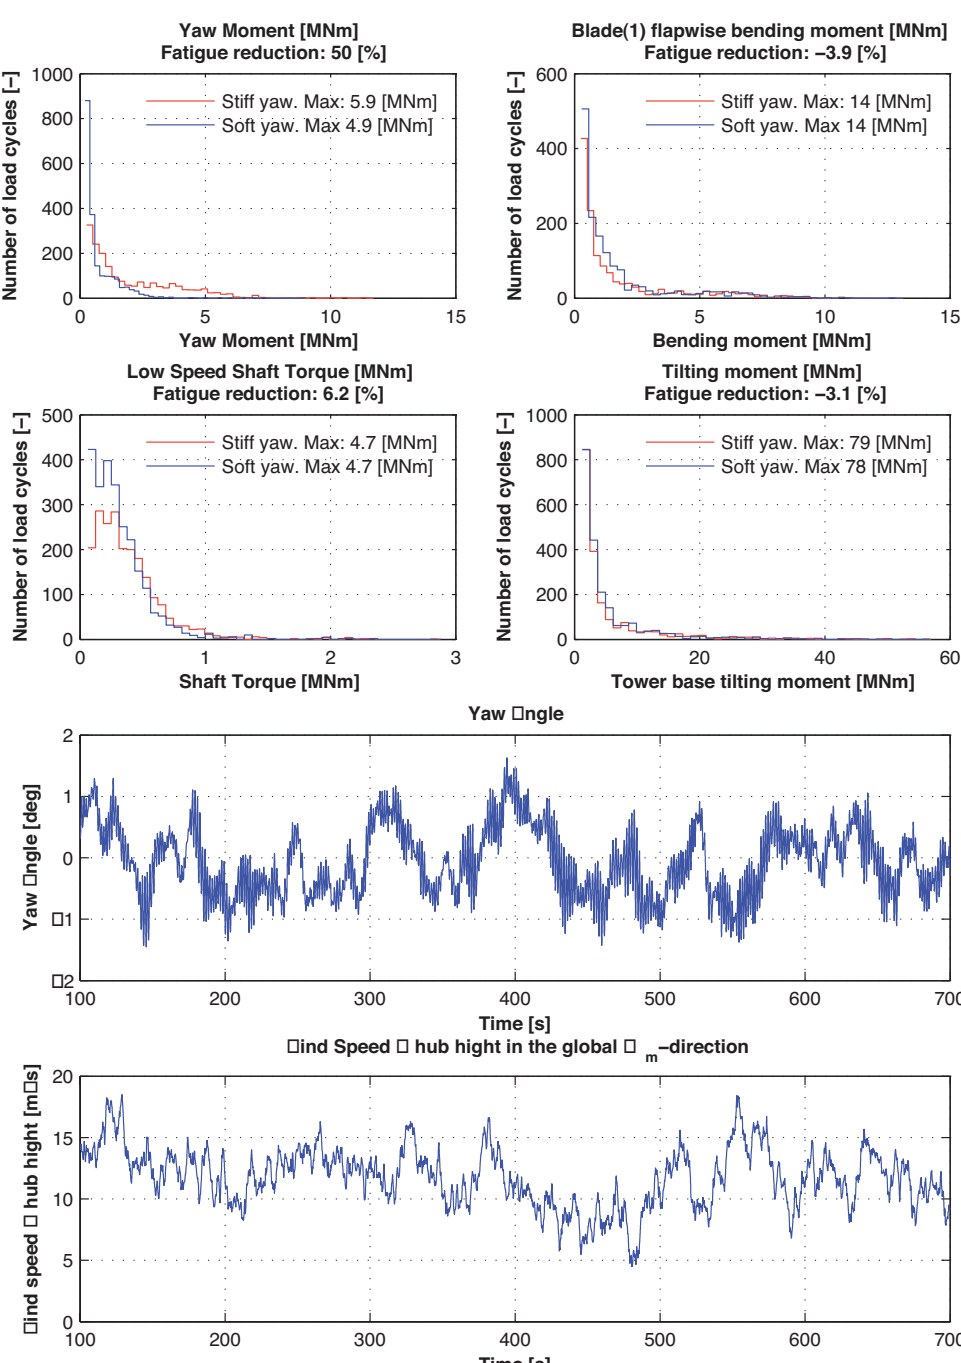 Yaw Moment [MNm]
Fatigue reduction: 50 [%]
1000
800
600
400
200
0
Number of load cycles [−]
Stiff yaw. Max: 5.9 [MNm]
Soft yaw. Max 4.9 [MNm]
0 5 10 15
Yaw Moment [MNm]
Blade(1) flapwise bending moment [MNm]
Fatigue reduction: −3.9 [%]
600
400
200
0
Number of load cycles [−]
Stiff yaw. Max: 14 [MNm]
Soft yaw. Max 14 [MNm]
0 5 10 15
Bending moment [MNm]
Low Speed Shaft Torque [MNm]
Fatigue reduction: 6.2 [%]
500
400
300
200
100
0
Number of load cycles [−]
Stiff yaw. Max: 4.7 [MNm]
Soft yaw. Max 4.7 [MNm]
0 1 2 3
Shaft Torque [MNm]
Tilting moment [MNm]
Fatigue reduction: −3.1 [%]
1000
800
600
400
200
0
Number of load cycles [−]
Stiff yaw. Max: 79 [MNm]
Soft yaw. Max 78 [MNm]
0 20 40 60
Tower base tilting moment [MNm]
Yaw □ngle
2
1
0
□1
□2
Yaw □ngle [deg]
100 200 300 400 500 600 700
Time [s]
□ind Speed □ hub hight in the global □ m−direction
20
15
10
5
0
□ind speed □ hub hight [m□s]
100 200 300 400 500 600 700
Time [s]